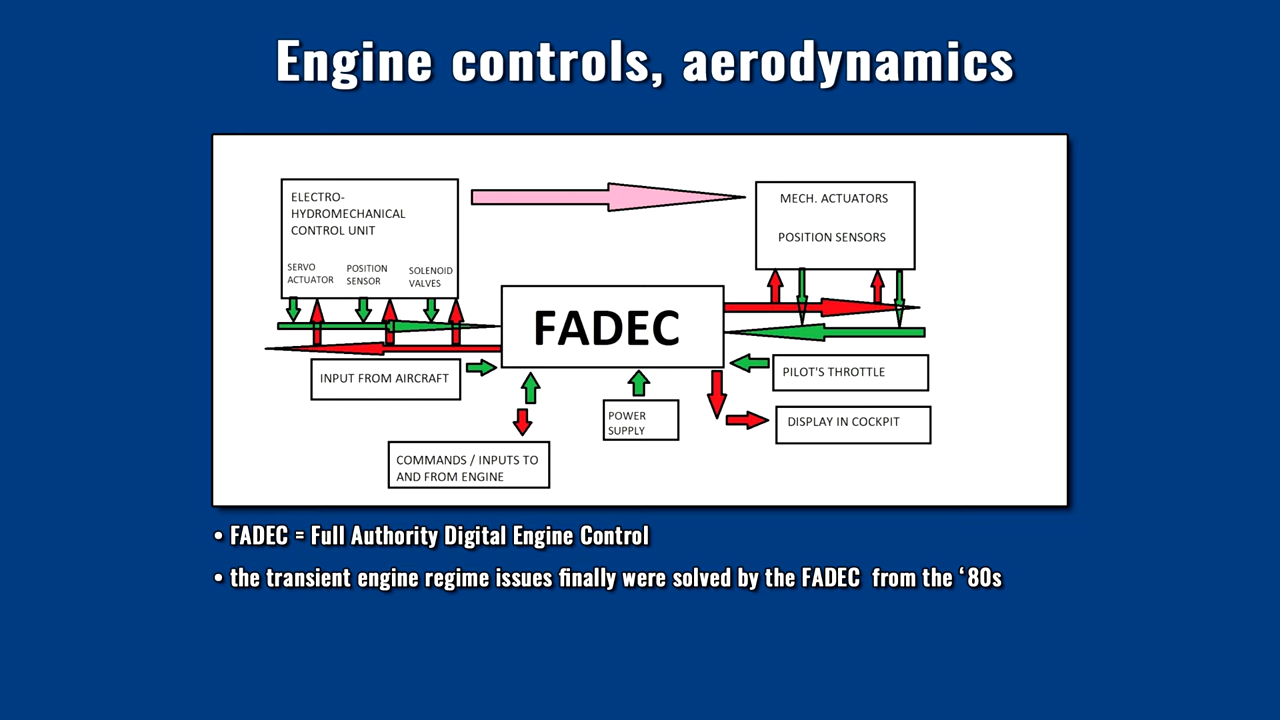 Engine controls, aerodynamics
ELECTRO-
HYDROMECHANICAL
CONTROL UNIT
SERVO
ACTUATOR
POSITION
SENSOR
SOLENOID
VALVES
MECH. ACTUATORS
POSITION SENSORS
FADEC
INPUT FROM AIRCRAFT
PILOT'S THROTTLE
POWER
SUPPLY
DISPLAY IN COCKPIT
COMMANDS / INPUTS TO
AND FROM ENGINE
• FADEC = Full Authority Digital Engine Control
• the transient engine regime issues finally were solved by the FADEC  from the ‘80s